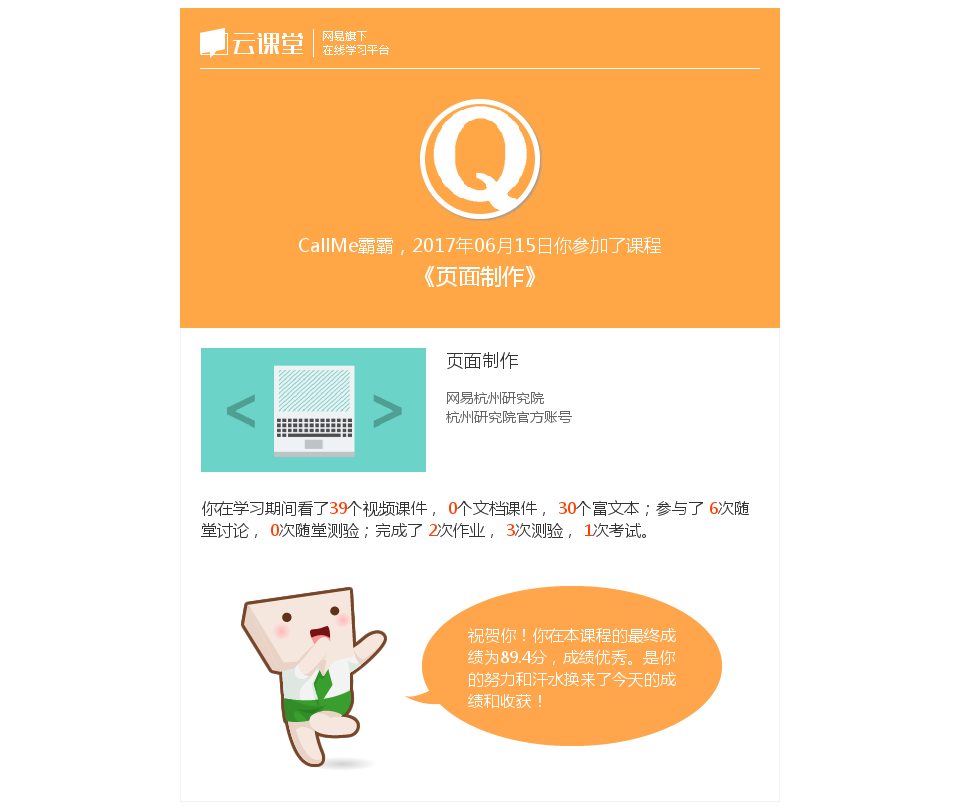 云课堂
网易旗下
在线学习平台
Q
CallMe霸霸，2017年06月15日你参加了课程
《页面制作》
< >
页面制作
网易杭州研究院
杭州研究院官方账号
你在学习期间看了39个视频课件， 0个文档课件， 30个富文本；参与了 6次随
堂讨论， 0次随堂测验；完成了 2次作业， 3次测验， 1次考试。
祝贺你！你在本课程的最终成
绩为89.4分，成绩优秀。是你
的努力和汗水换来了今天的成
绩和收获！